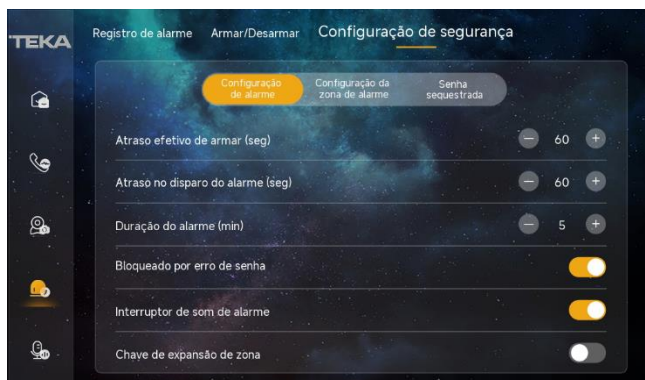 TEKA
Registro de alarme Armar/Desarmar Configuração de segurança
Configuração de alarme
Configuração da zona de alarme
Senha sequestrada
Atraso efetivo de armar (seg) 60
Atraso no disparo do alarme (seg) 60
Duração do alarme (min) 5
Bloqueado por erro de senha
Interruptor de som de alarme
Chave de expansão de zona